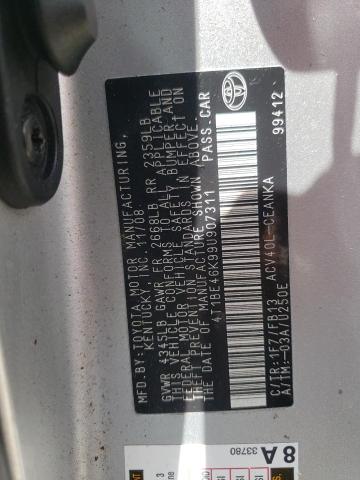 MFD.BY: TOYOTA MOTOR MANUFACTURING,
KENTUCKY, INC. 11/08
GVWR 4345LB GAWR FR 2668LB RR 2359LB
THIS VEHICLE CONFORMS TO ALL APPLICABLE
FEDERAL MOTOR VEHICLE SAFETY, BUMPER AND
THEFT PREVENTION STANDARDS IN EFFECT ON
THE DATE OF MANUFACTURE SHOWN ABOVE.
4T1BE46K99U907311 PASS.CAR
C/TR:1F7/FB13 ACV40L-CEANKA
A/TM:-03A/U250E 99412
8 A
33780